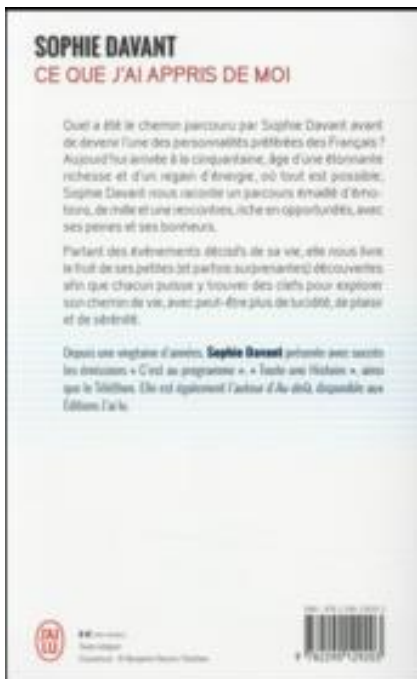 SOPHIE DAVANT
CE QUE J'AI APPRIS DE MOI
Quel a été le chemin parcouru par Sophie Davant avant
de devenir l'une des personnalités préférées des Français ?
Aujourd'hui arrivée à la cinquantaine, âge d'une étonnante
richesse et d'un regain d'énergie, où tout est possible,
Sophie Davant nous raconte un parcours émaillé d'émo-
tions, de mille et une rencontres, riche en opportunités, avec
ses peines et ses bonheurs.
Partant des événements décisifs de sa vie, elle nous livre
le fruit de ses petites (et parfois surprenantes) découvertes
afin que chacun puisse y trouver des clefs pour explorer
son chemin de vie, avec peut-être plus de lucidité, de plaisir
et de sérénité.
Depuis une vingtaine d'années, Sophie Davant présente avec succès
les émissions « C'est au programme », « Toute une Histoire », ainsi
que le Téléthon. Elle est également l'auteur d'Au-delà, disponible aux
Éditions J'ai lu.
J'AI
LU
Texte intégral